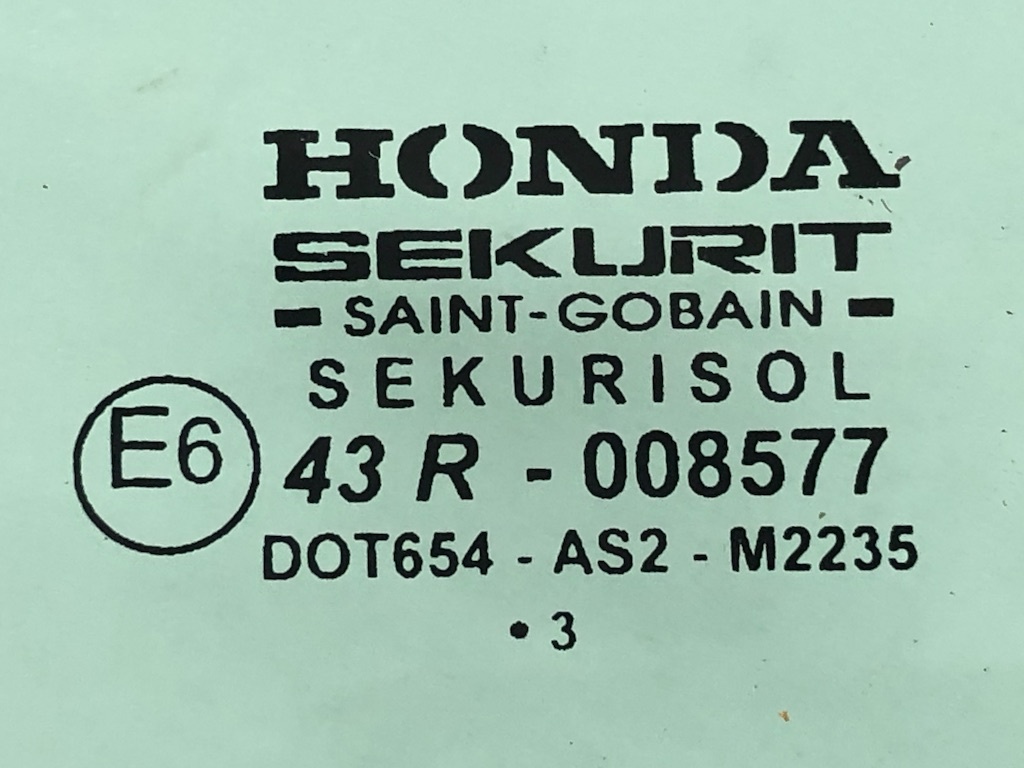 HONDA
SEKURIT
- SAINT-GOBAIN -
SEKURISOL
E6
43 R - 008577
DOT654 - AS2 - M2235
• 3